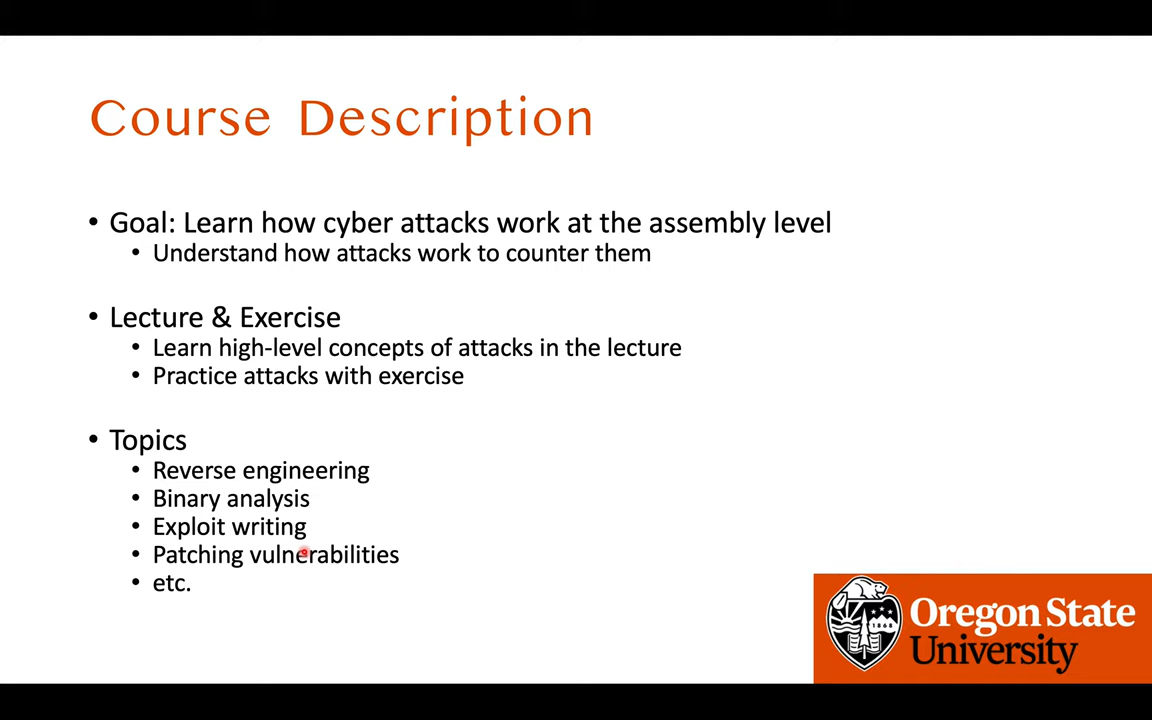 Course Description
• Goal: Learn how cyber attacks work at the assembly level
• Understand how attacks work to counter them
• Lecture & Exercise
• Learn high-level concepts of attacks in the lecture
• Practice attacks with exercise
• Topics
• Reverse engineering
• Binary analysis
• Exploit writing
• Patching vulnerabilities
• etc.
Oregon State
University